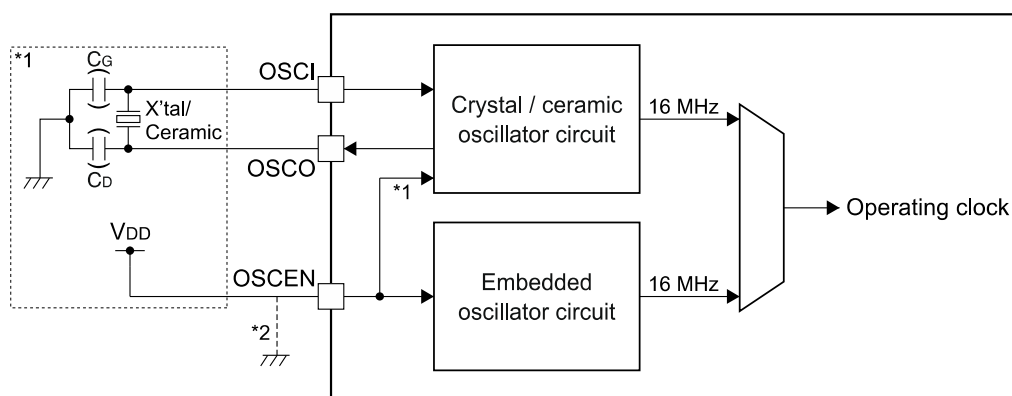 *1
CG
OSCI
X'tal/
Ceramic
CD
OSCO
Crystal / ceramic
oscillator circuit
16 MHz
*1
Operating clock
VDD
OSCEN
*2
Embedded
oscillator circuit
16 MHz